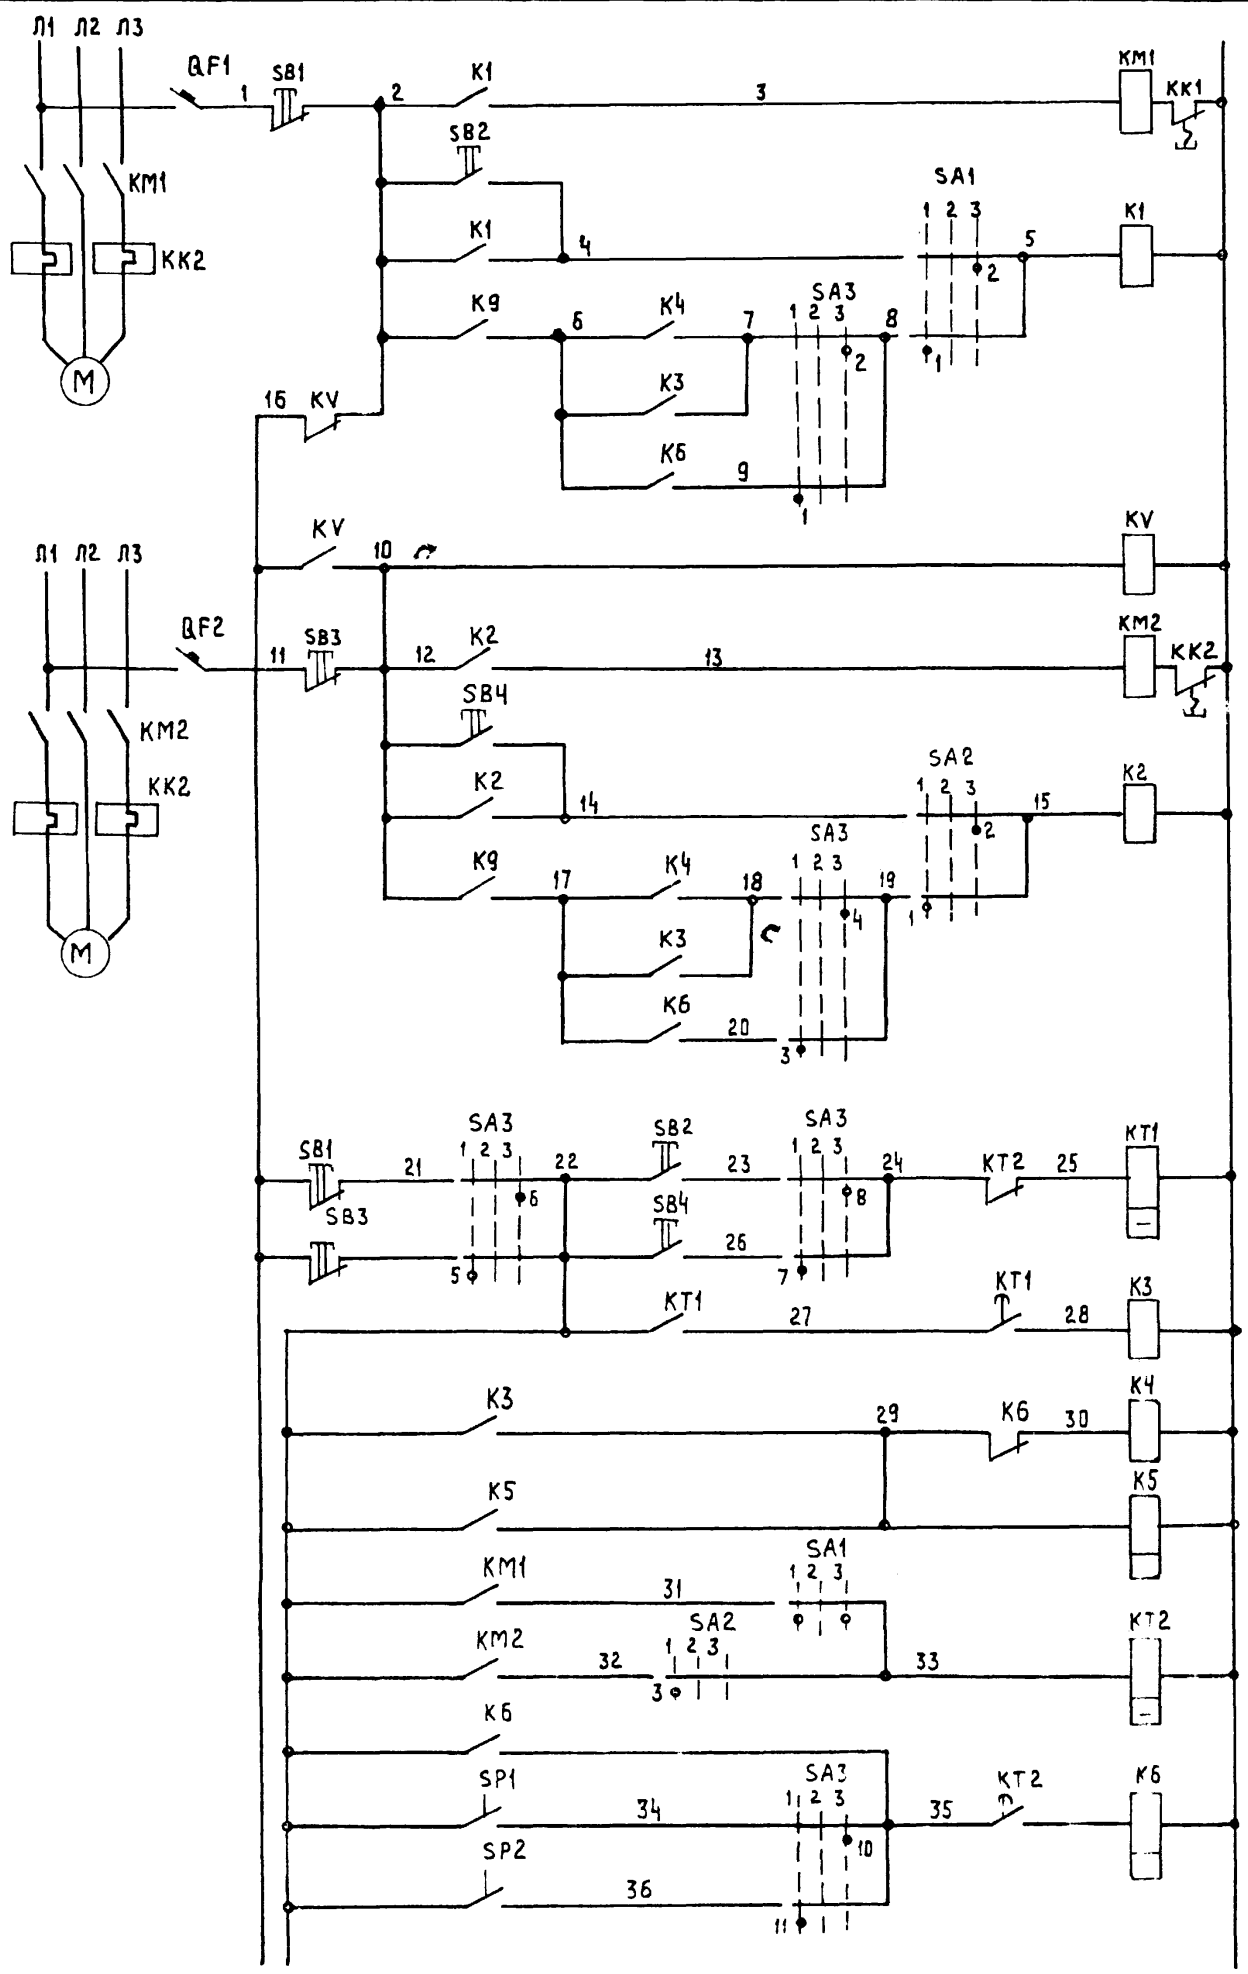 Л1 Л2 Л3
QF1 1 SB1 2 K1 3 KM1 KK1
SB2
KM1
SA1
1 2 3
K1 4 5 K1
KK2
2
K9 6 K4 7 SA3 8
1 2 3
2 1
M
16 KV K3
K6 9
1
KV 10 KV
Л1 Л2 Л3
QF2 11 SB3 12 K2 13 KM2 KK2
SB4
KM2
SA2
1 2 3
K2 14 15 K2
KK2
2
SA3
K9 17 K4 18 1 2 3 19
4 1
M
K3
K6 20
3
SA3 SB2 SA3 KT1
SB1 21 1 2 3 22 23 1 2 3 24 KT2 25
6 8
SB3 SB4
26
5 7
KT1 27 KT1 28 K3
K3 29 K6 30 K4
K5 K5
SA1
KM1 31 1 2 3
SA2
KM2 32 1 2 3 33 KT2
3
K6
SA3
SP1 34 1 2 3 35 KT2 K6
10
SP2 36
11